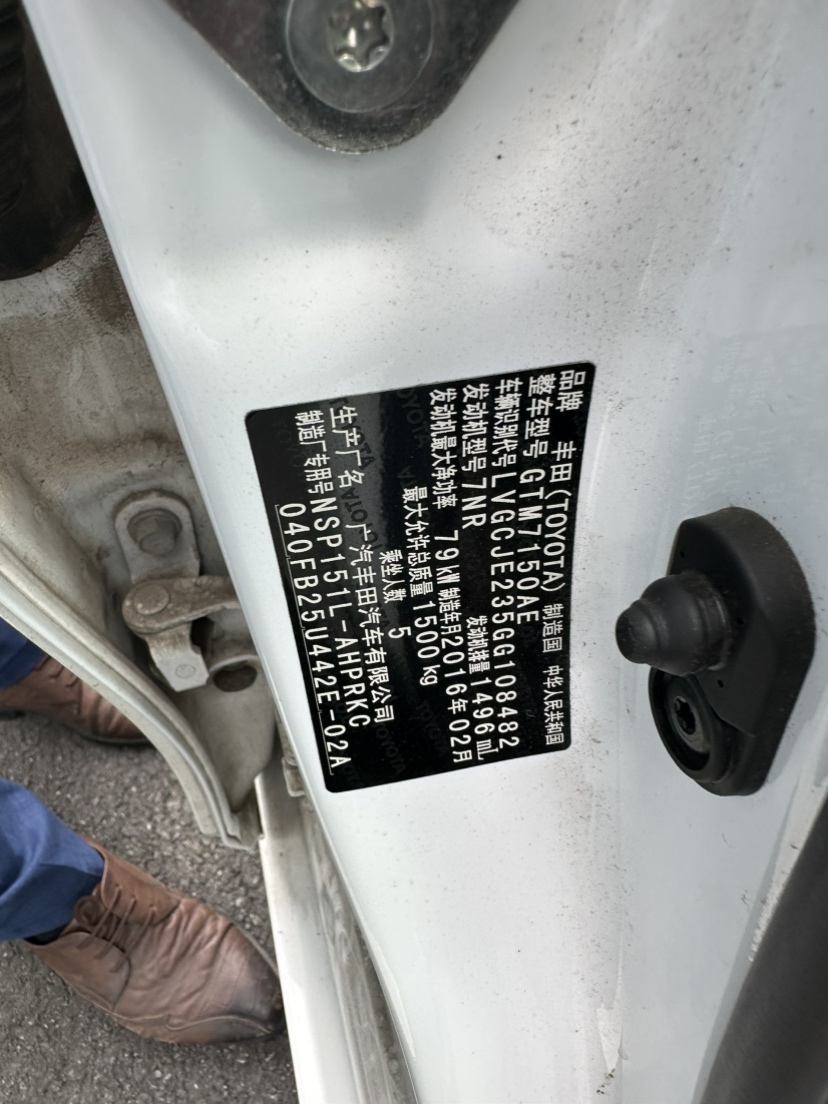 品牌 丰田(TOYOTA) 制造国 中华人民共和国
整车型号 GTM7150AE
车辆识别代号 LVGCJE235GG108482
发动机型号 7NR 发动机排量 1496 mL
发动机最大净功率 79 kW 制造年月 2016年02月
最大允许总质量 1500 kg
乘坐人数 5
生产厂名 广汽丰田汽车有限公司
制造厂专用号 NSP151L-AHPRKC
040FB25U442E-02A